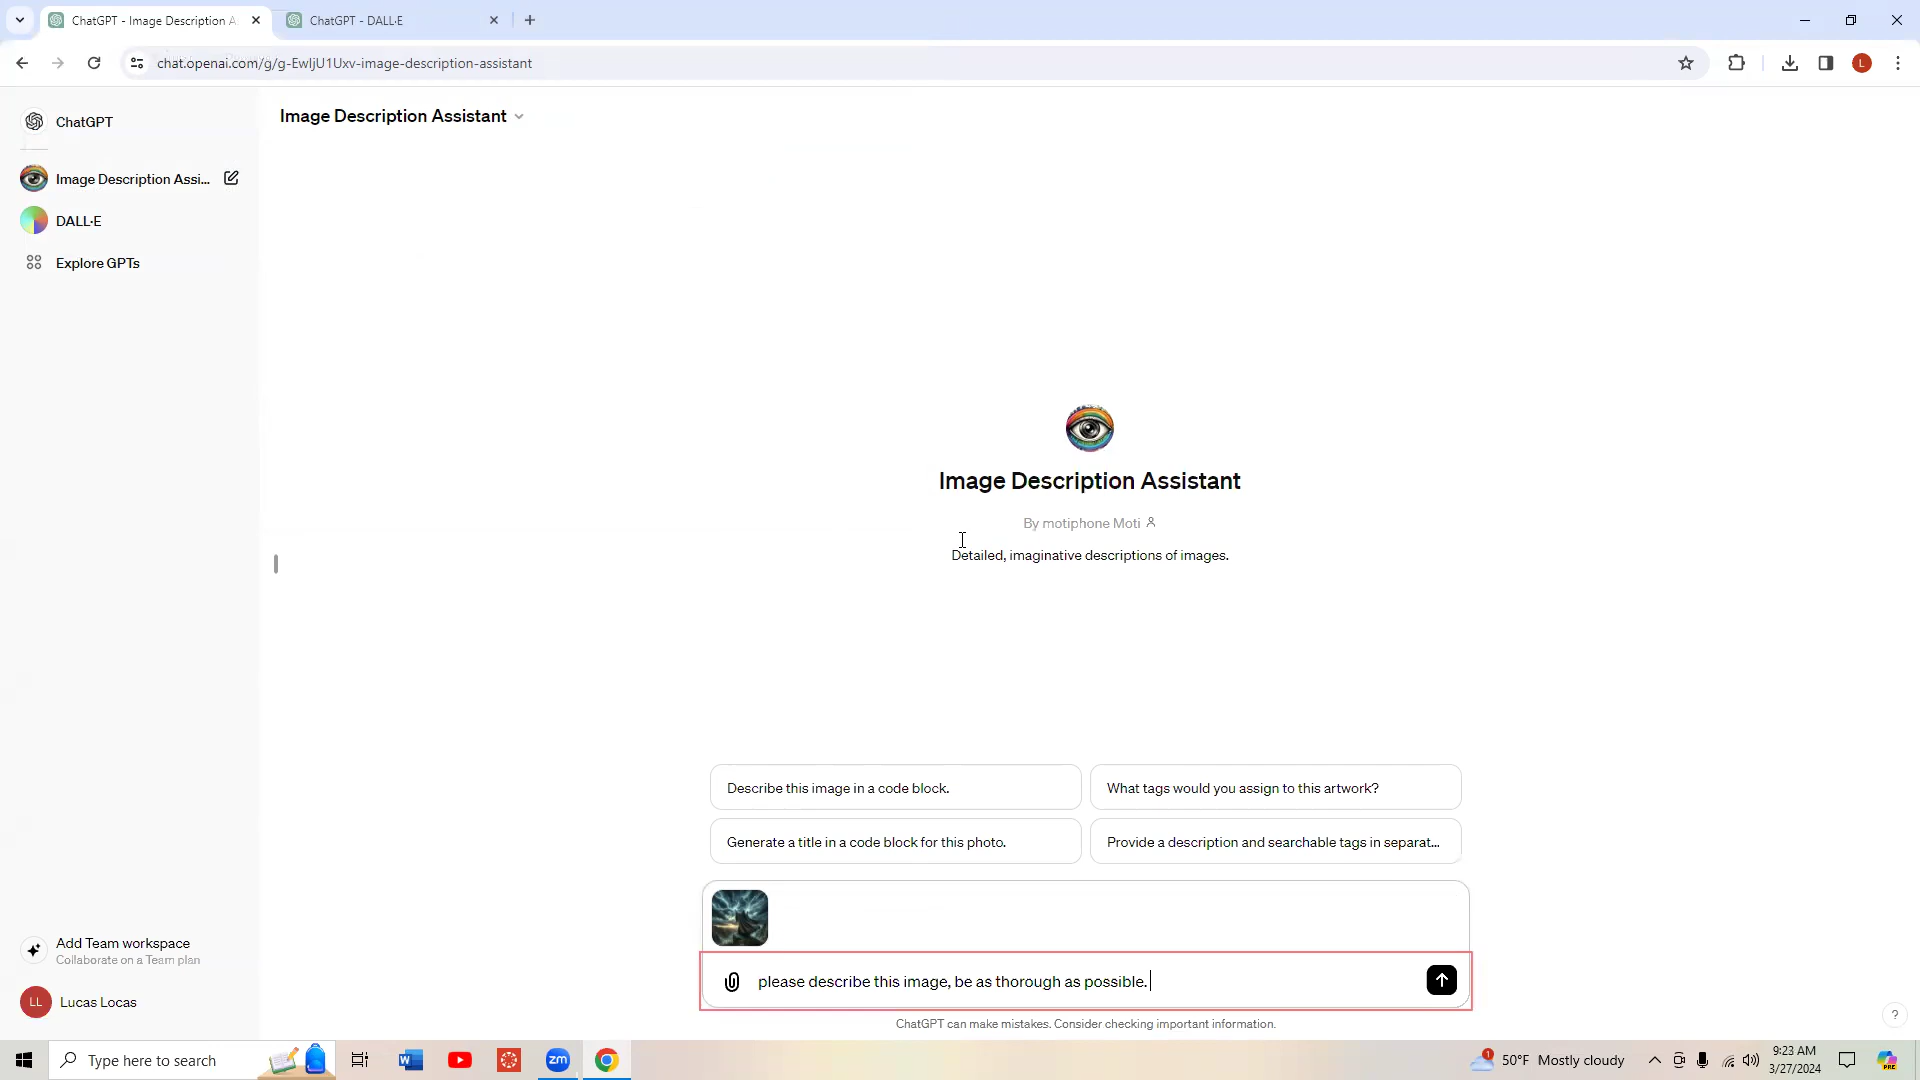 ChatGPT - Image Description A
ChatGPT - DALL·E
chat.openai.com/g/g-EwIjU1Uxv-image-description-assistant
L
ChatGPT
Image Description Assistant
Image Description Assi...
DALL·E
Explore GPTs
Image Description Assistant
By motiphone Moti
Detailed, imaginative descriptions of images.
Describe this image in a code block.
What tags would you assign to this artwork?
Generate a title in a code block for this photo.
Provide a description and searchable tags in separat...
please describe this image, be as thorough as possible.
Add Team workspace
Collaborate on a Team plan
LL
Lucas Locas
ChatGPT can make mistakes. Consider checking important information.
?
Type here to search
W
zm
1
50°F Mostly cloudy
9:23 AM
3/27/2024
PRE